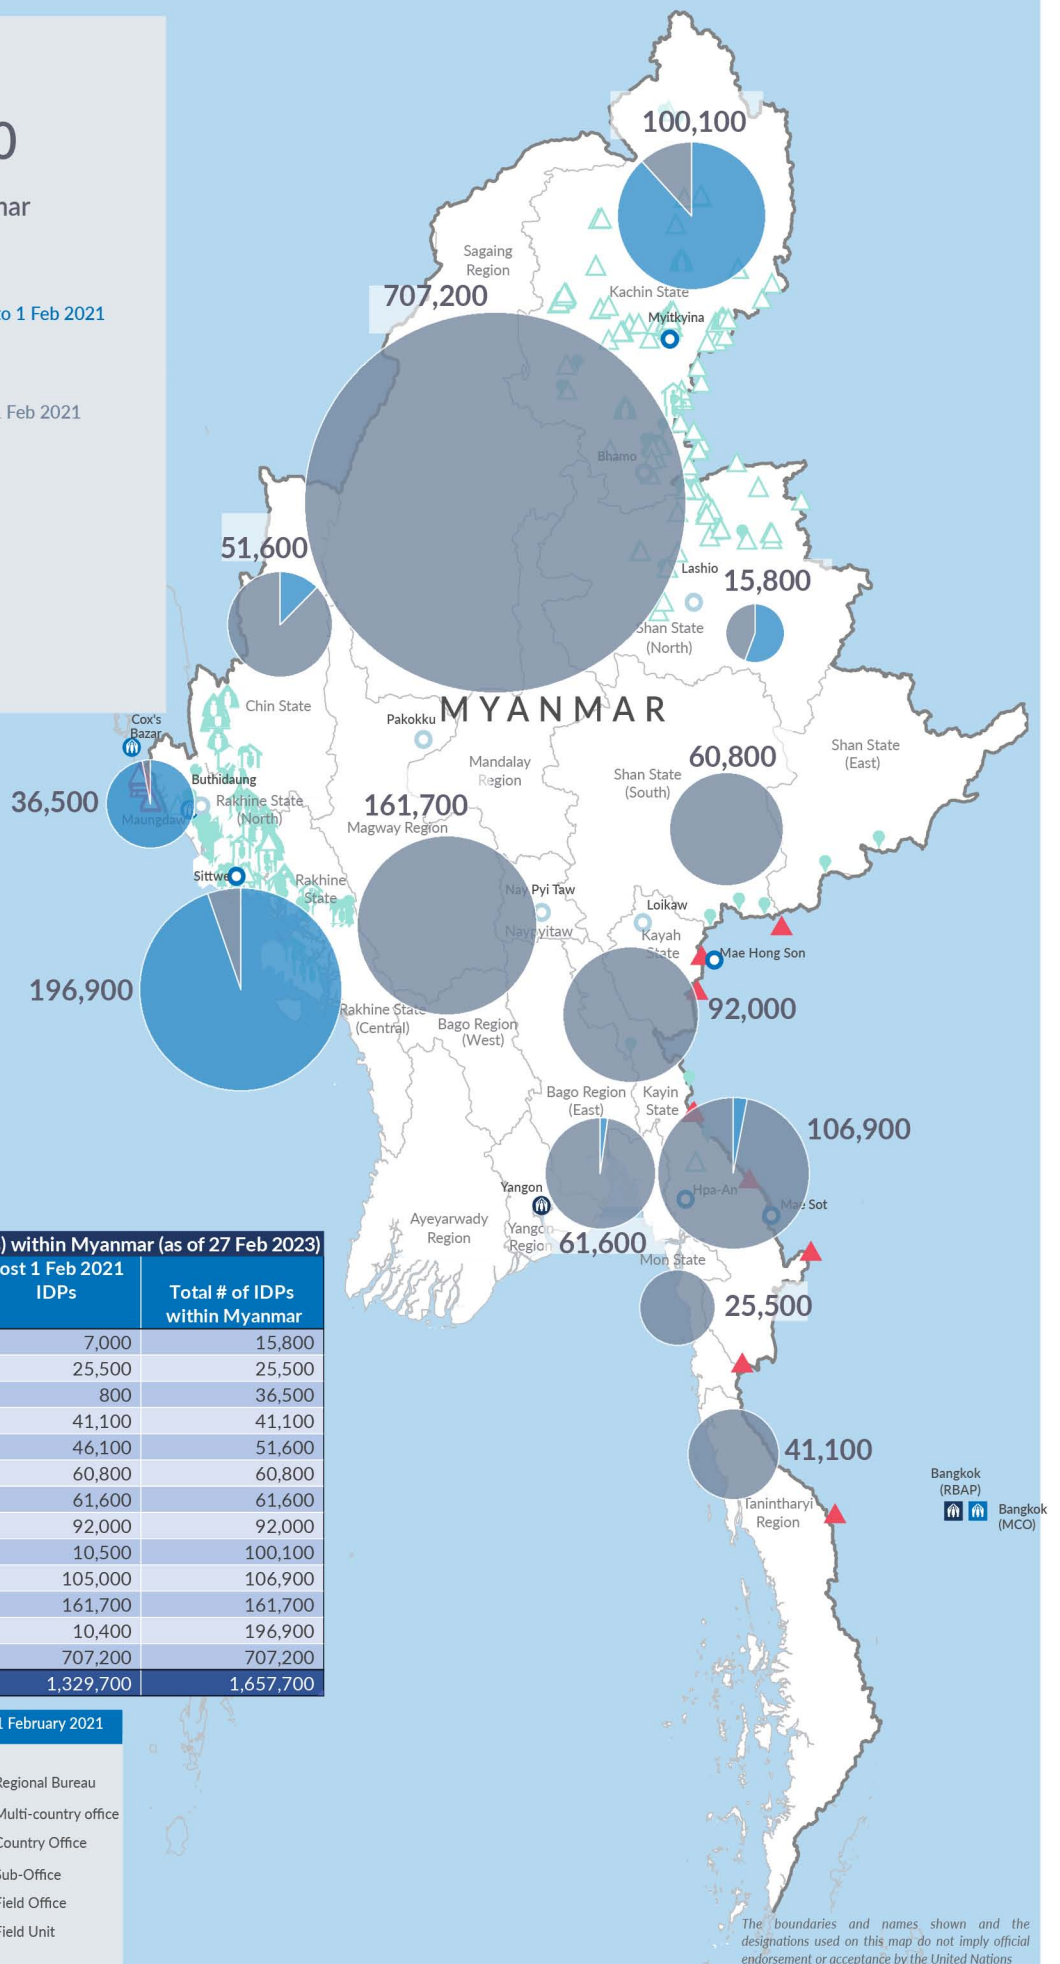 0
nar
o 1 Feb 2021
Feb 2021
100,100
Sagaing
Region
707,200
Kachin State
Myitkyina
Bhamo
51,600
Lashio
15,800
Shan State
(North)
MYANMAR
Chin State
Pakokku
Cox's
Bazar
Mandalay
Region
60,800
Shan State
(South)
Shan State
(East)
Buthidaung
36,500
Rakhine State
(North)
Maungdaw
161,700
Magway Region
Sittwe
Rakhine
State
Nay Pyi Taw
Naypyitaw
Loikaw
Kayah
State
Mae Hong Son
196,900
92,000
Rakhine State
(Central)
Bago Region
(West)
Bago Region
(East)
Kayin
State
106,900
Yangon
Hpa-An
Mae Sot
Ayeyarwady
Region
Yangon
Region
61,600
Mon State
25,500
41,100
Tanintharyi
Region
Bangkok
(RBAP)
Bangkok
(MCO)
) within Myanmar (as of 27 Feb 2023)
ost 1 Feb 2021
IDPs
Total # of IDPs
within Myanmar
7,000 15,800
25,500 25,500
800 36,500
41,100 41,100
46,100 51,600
60,800 60,800
61,600 61,600
92,000 92,000
10,500 100,100
105,000 106,900
161,700 161,700
10,400 196,900
707,200 707,200
1,329,700 1,657,700
1 February 2021
Regional Bureau
Multi-country office
Country Office
Sub-Office
Field Office
Field Unit
The boundaries and names shown and the
designations used on this map do not imply official
endorsement or acceptance by the United Nations